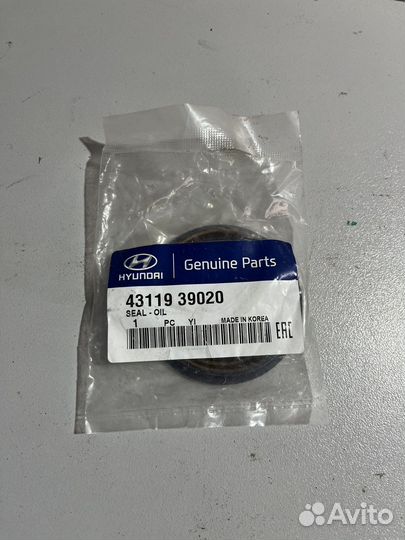 HYUNDAI
Genuine Parts
43119 39020
SEAL - OIL
1 PC YI MADE IN KOREA
EAC
Avito